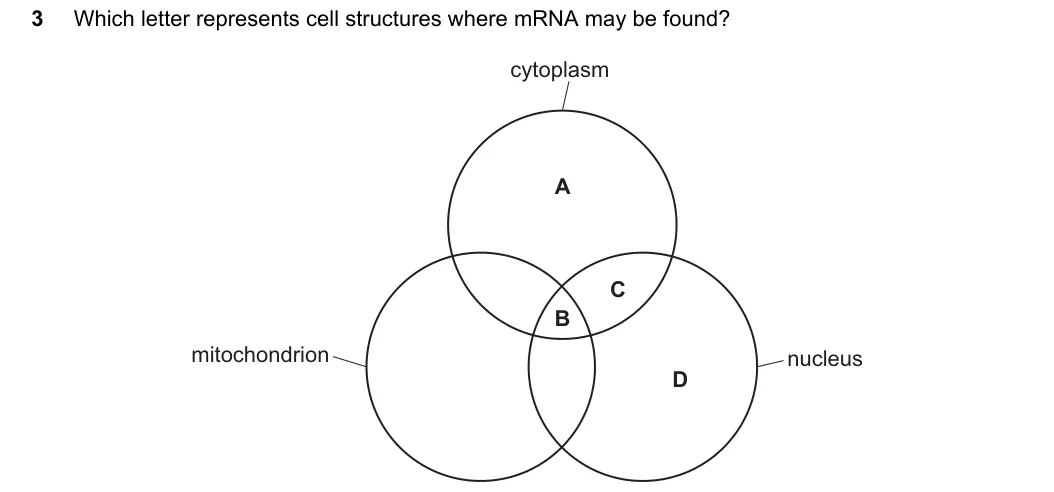 3 Which letter represents cell structures where mRNA may be found?
cytoplasm
A
C
B
mitochondrion
nucleus
D